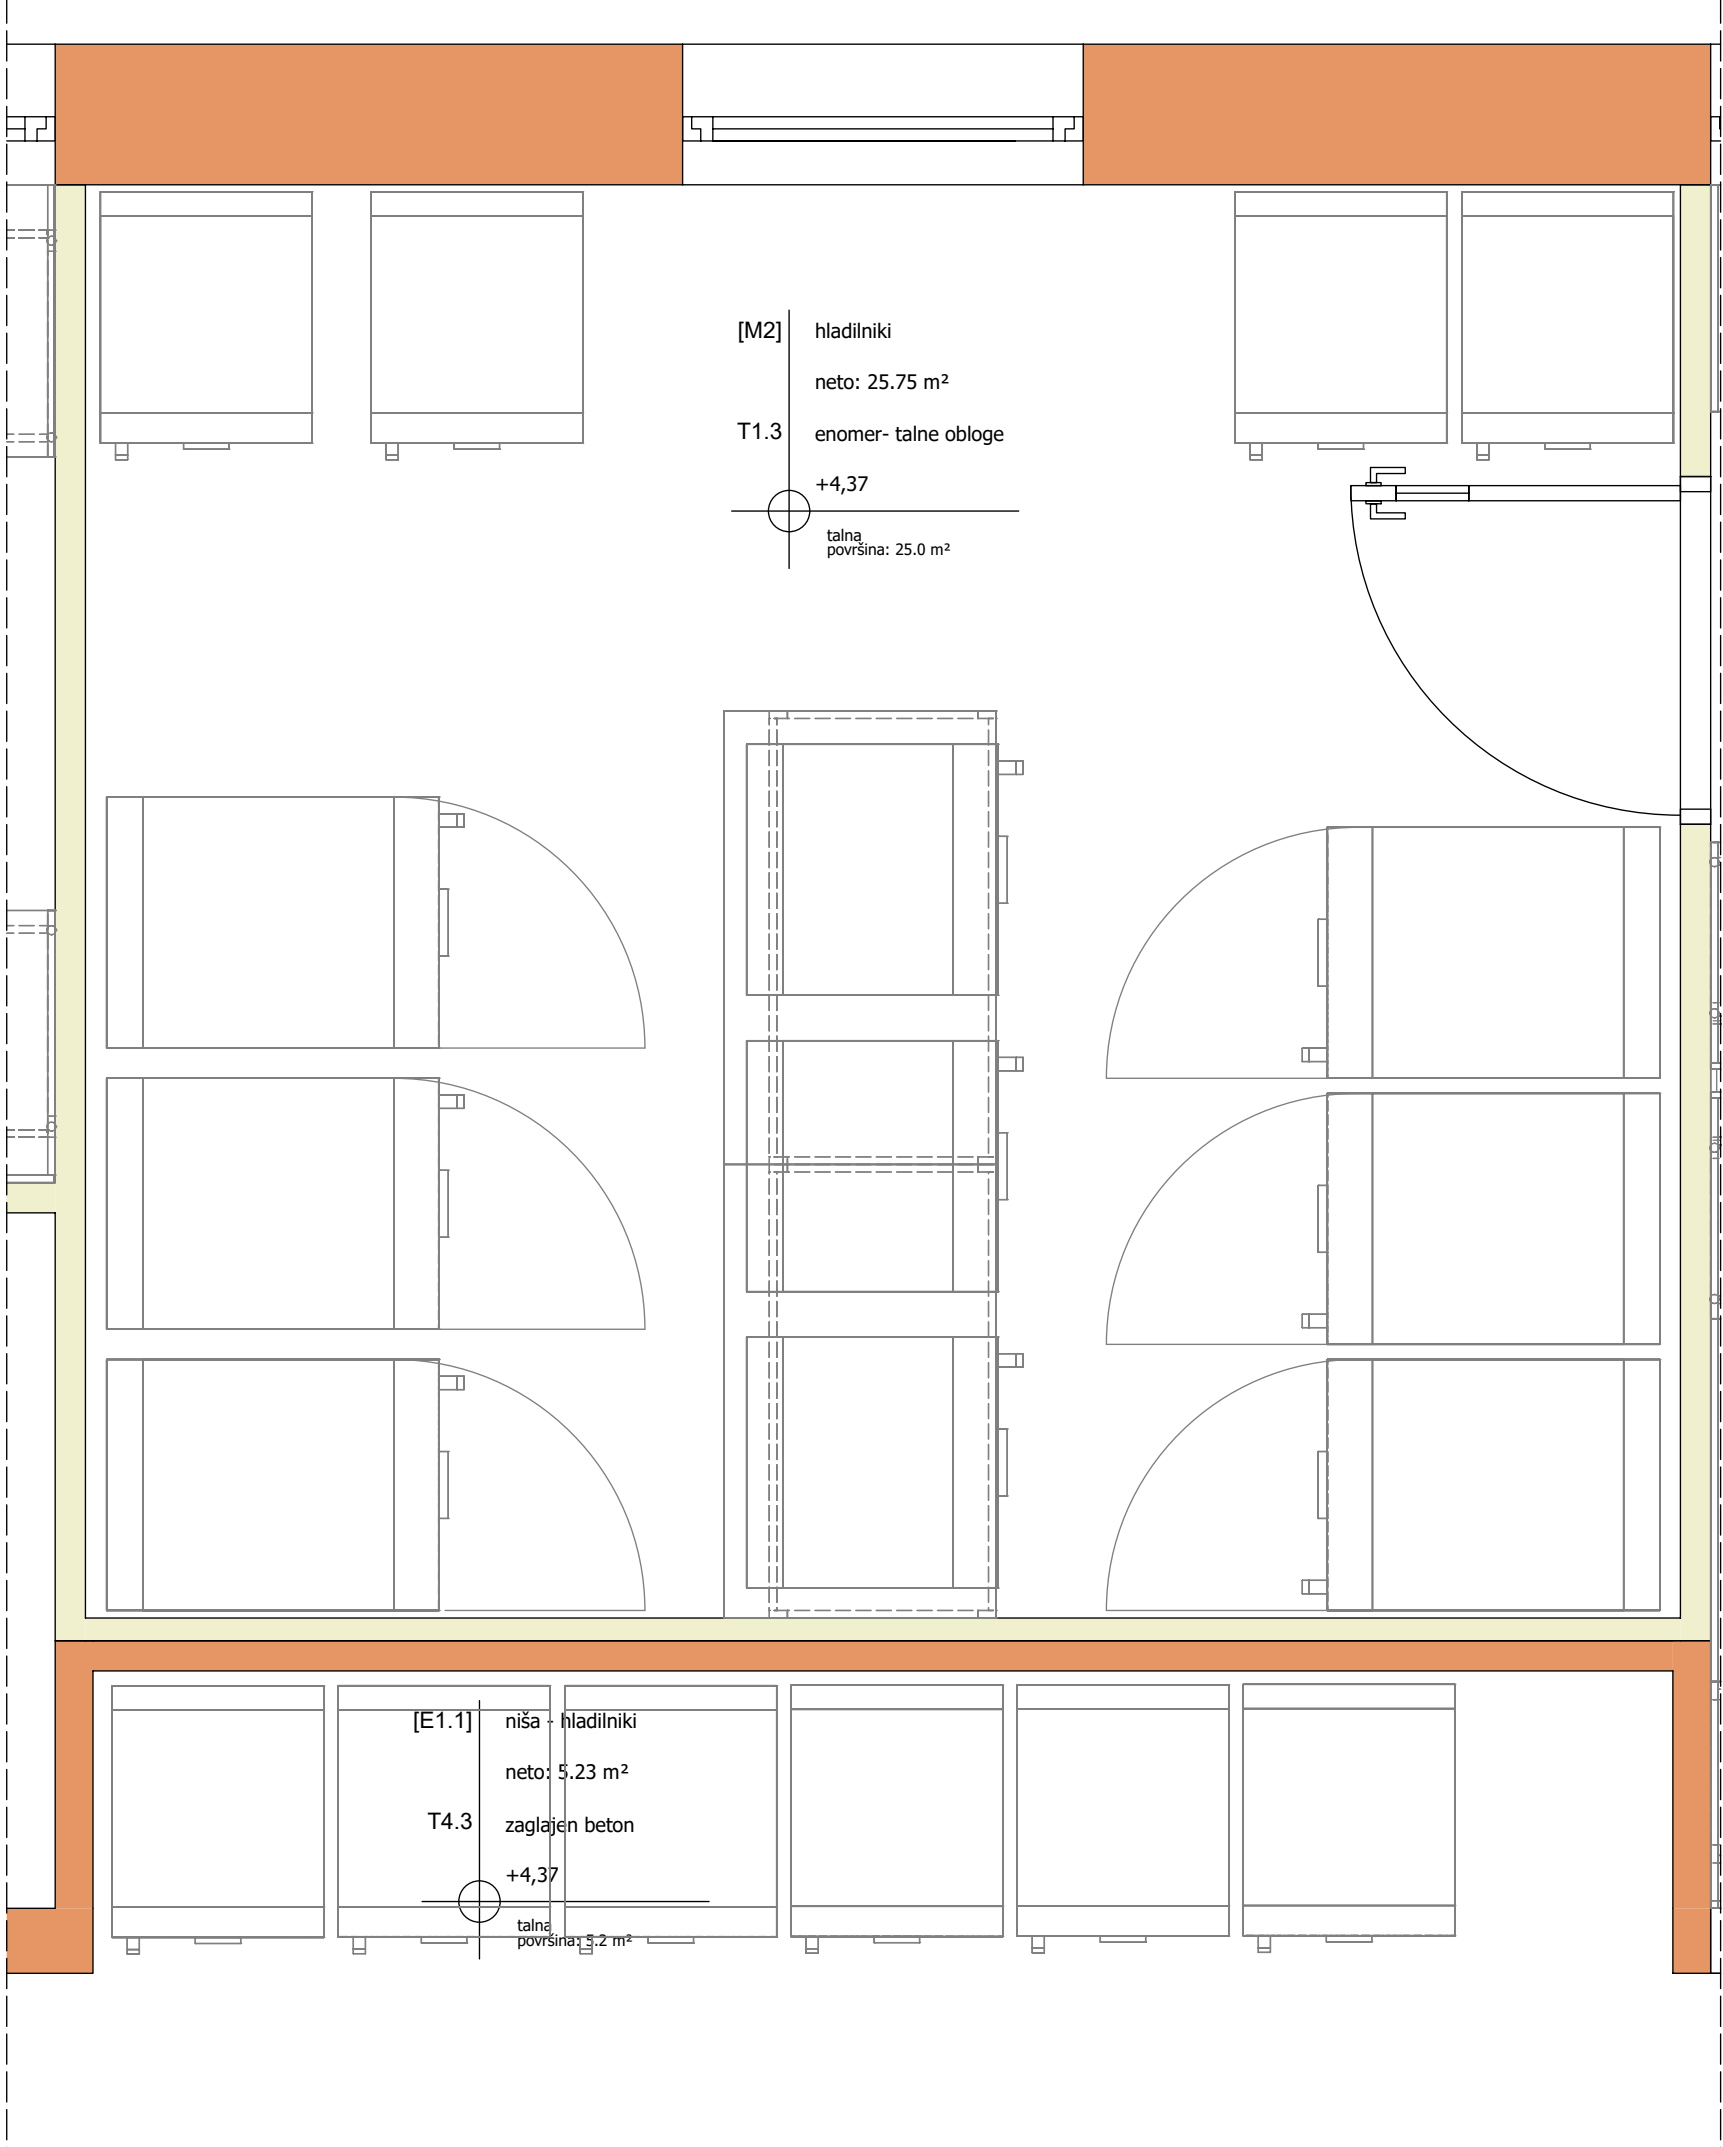 [M2] hladilniki
neto: 25.75 m²
T1.3 enomer- talne obloge
+4,37
talna
površina: 25.0 m²
[E1.1] niša - hladilniki
neto: 5.23 m²
T4.3 zaglajen beton
+4,37
talna
površina: 5.2 m²